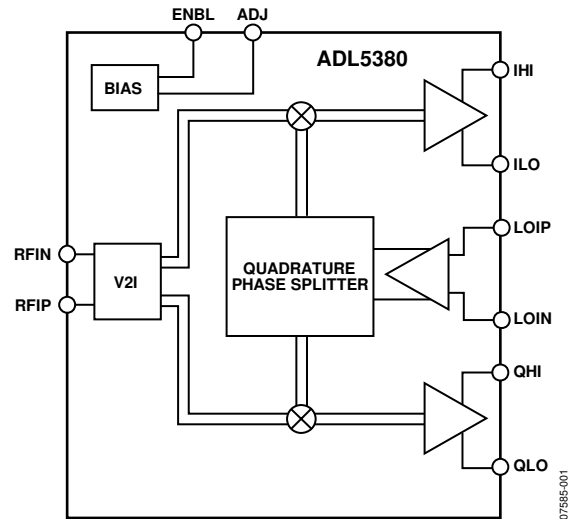 ENBL ADJ
ADL5380
BIAS
IHI
ILO
RFIN
V2I
RFIP
QUADRATURE
PHASE SPLITTER
LOIP
LOIN
QHI
QLO
07585-001